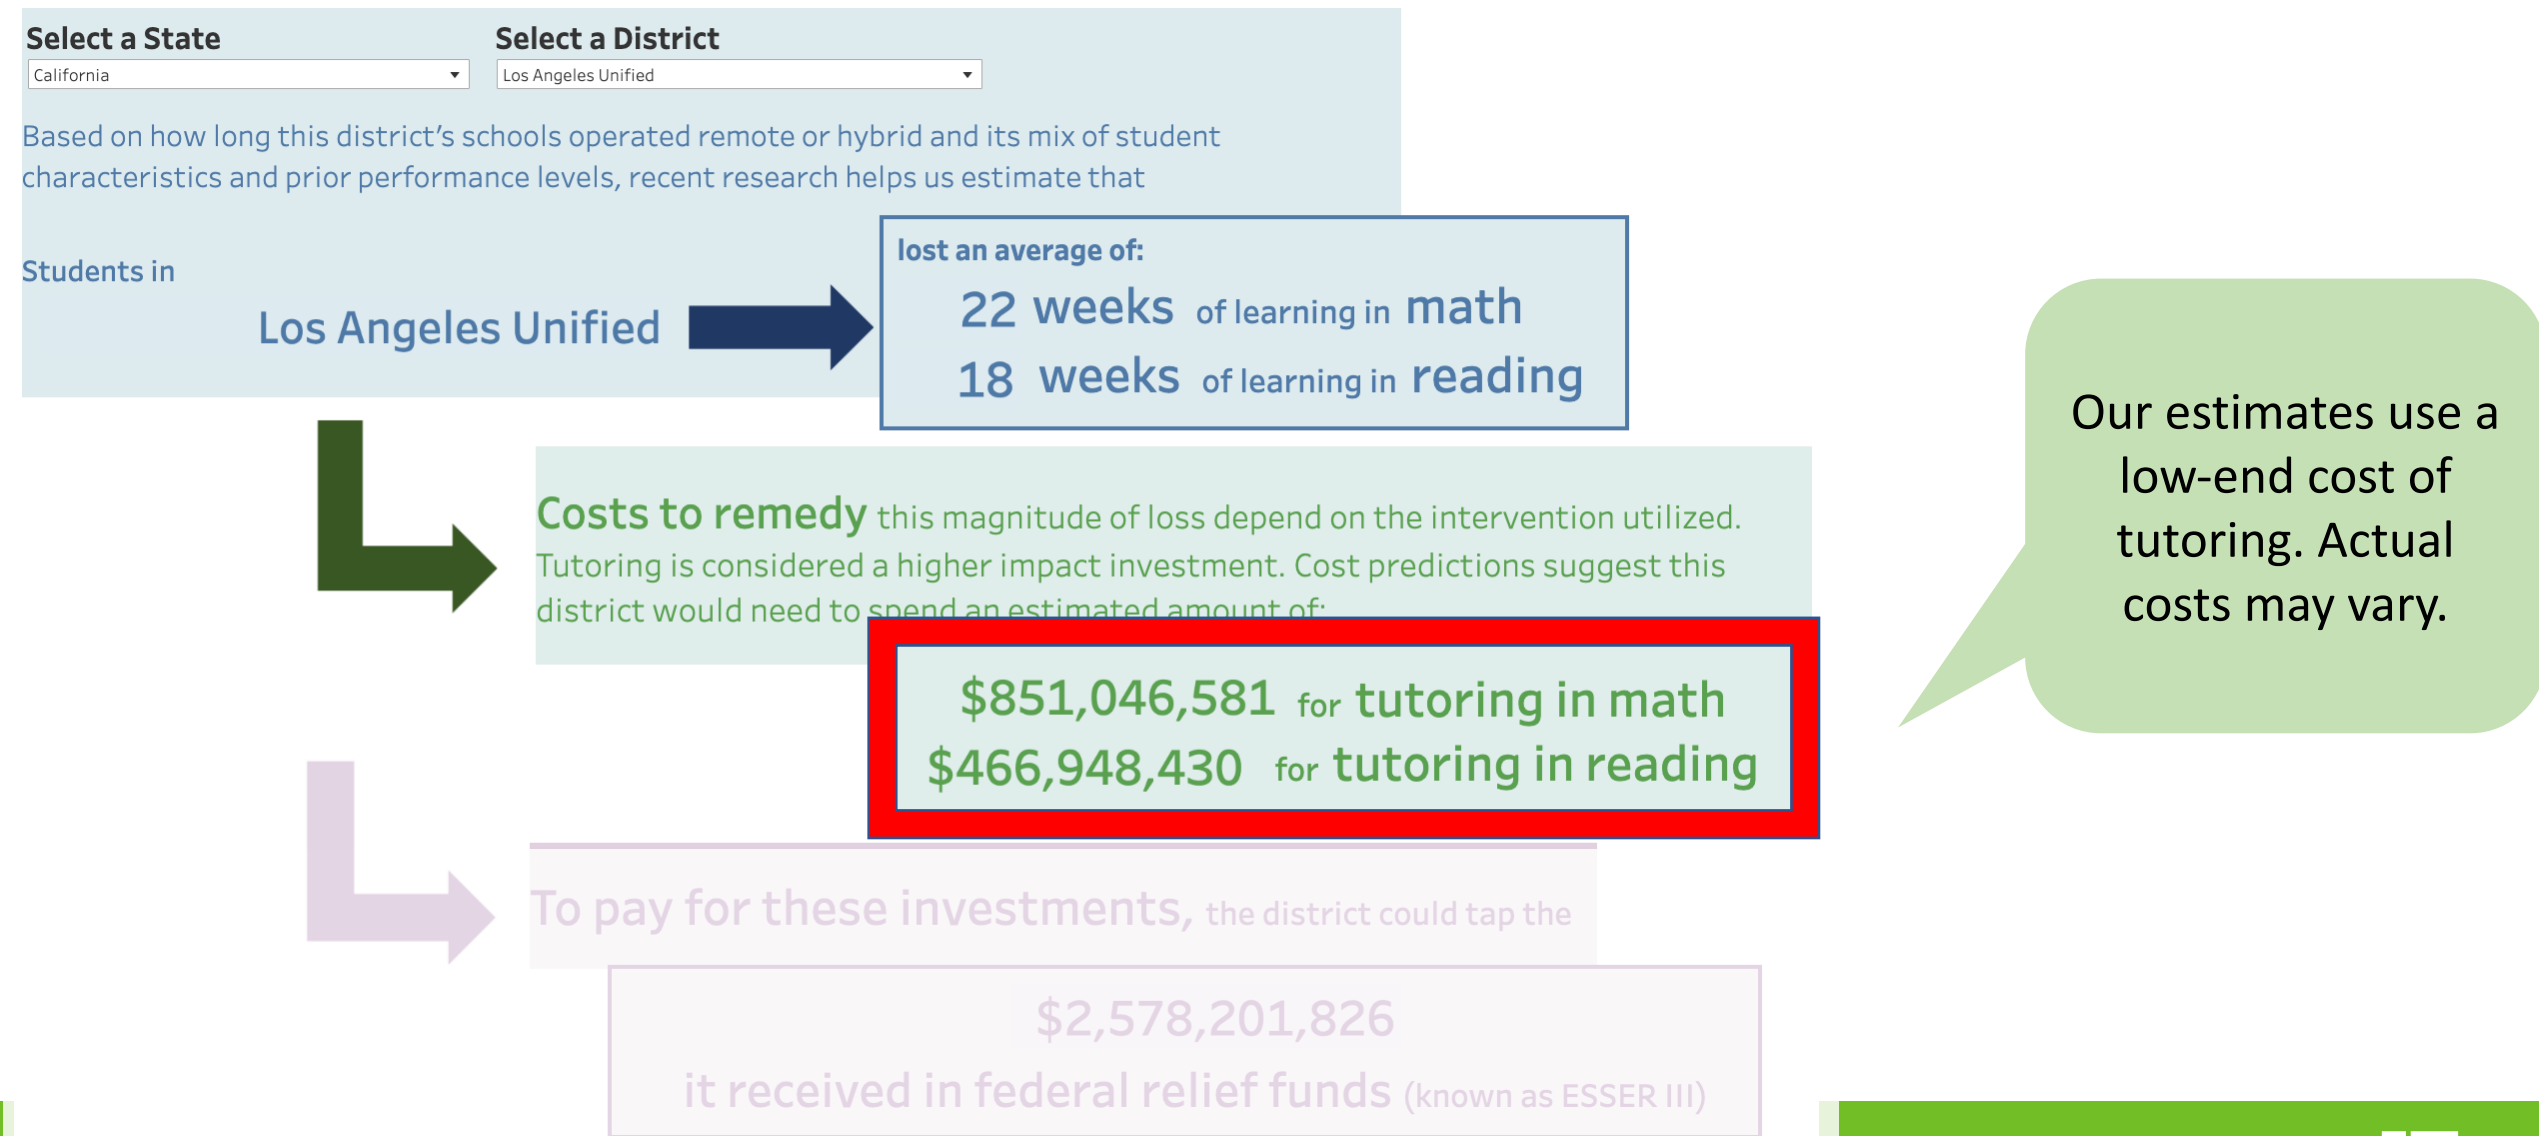 Select a State
Select a District
California
Los Angeles Unified
Based on how long this district's schools operated remote or hybrid and its mix of student
characteristics and prior performance levels, recent research helps us estimate that
Students in
Los Angeles Unified
lost an average of:
22 weeks of learning in math
18 weeks of learning in reading
Costs to remedy this magnitude of loss depend on the intervention utilized.
Tutoring is considered a higher impact investment. Cost predictions suggest this
district would need to spend an estimated amount of:
$851,046,581 for tutoring in math
$466,948,430 for tutoring in reading
Our estimates use a
low-end cost of
tutoring. Actual
costs may vary.
To pay for these investments, the district could tap the
$2,578,201,826
it received in federal relief funds (known as ESSER III)